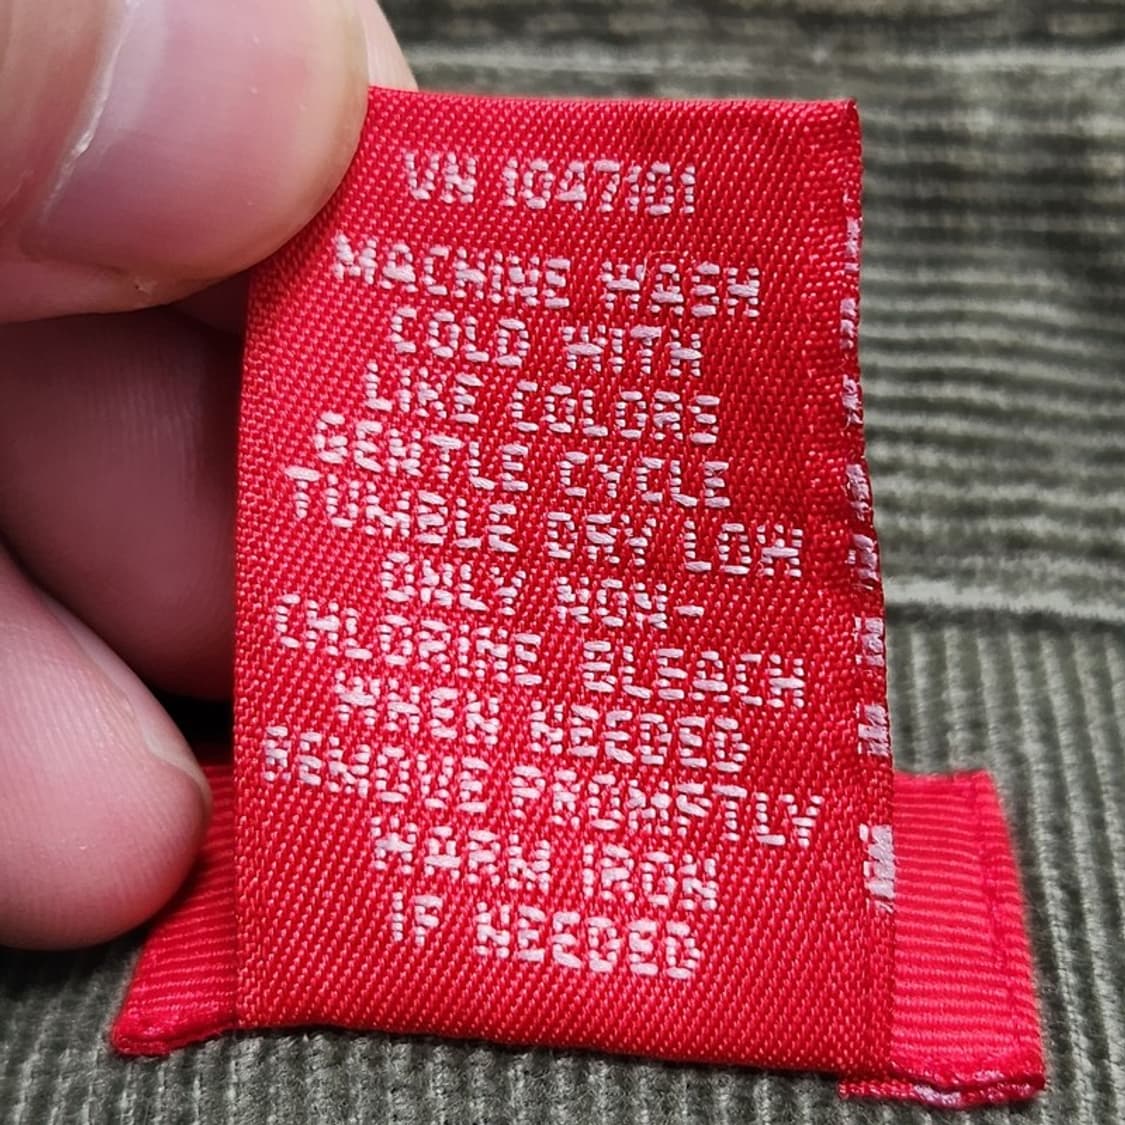 VN 1047101
MACHINE WASH
COLD WITH
LIKE COLORS
GENTLE CYCLE
TUMBLE DRY LOW
ONLY NON-
CHLORINE BLEACH
WHEN NEEDED
REMOVE PROMPTLY
WARM IRON
IF NEEDED